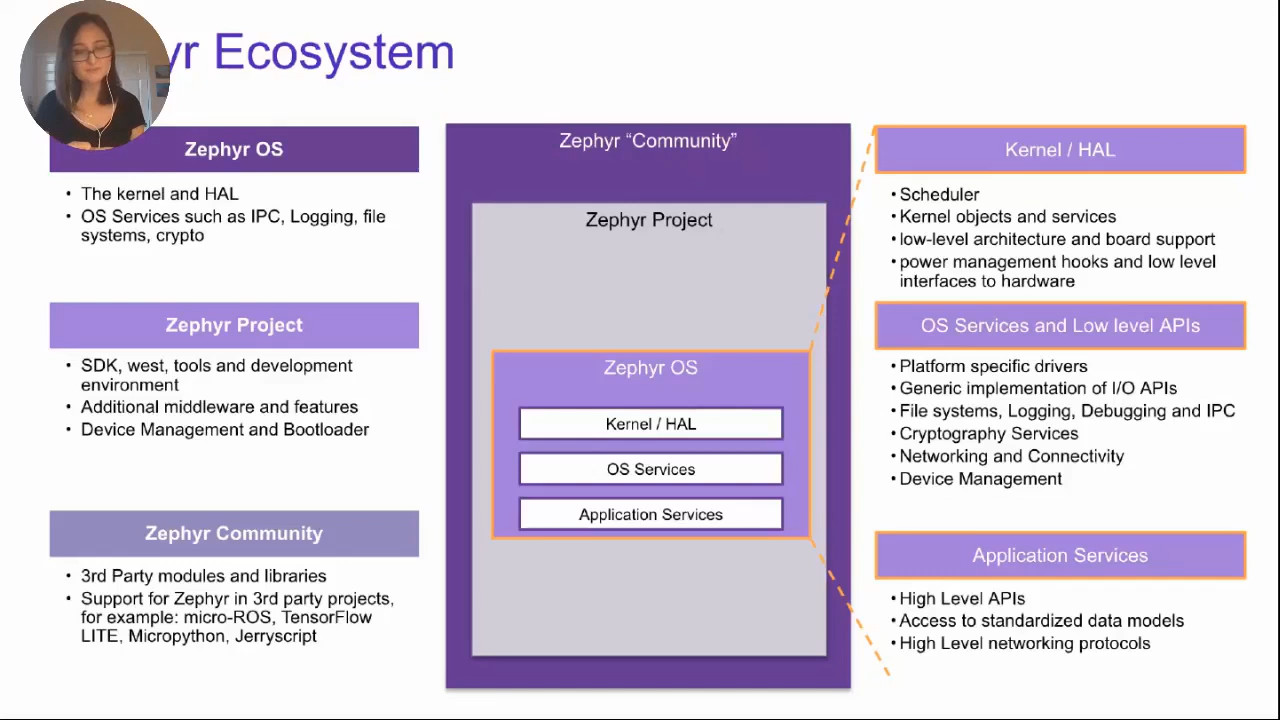 yr Ecosystem
Zephyr OS
• The kernel and HAL
• OS Services such as IPC, Logging, file
systems, crypto
Zephyr Project
• SDK, west, tools and development
environment
• Additional middleware and features
• Device Management and Bootloader
Zephyr Community
• 3rd Party modules and libraries
• Support for Zephyr in 3rd party projects,
for example: micro-ROS, TensorFlow
LITE, Micropython, Jerryscript
Zephyr “Community”
Zephyr Project
Zephyr OS
Kernel / HAL
OS Services
Application Services
Kernel / HAL
• Scheduler
• Kernel objects and services
• low-level architecture and board support
• power management hooks and low level
interfaces to hardware
OS Services and Low level APIs
• Platform specific drivers
• Generic implementation of I/O APIs
• File systems, Logging, Debugging and IPC
• Cryptography Services
• Networking and Connectivity
• Device Management
Application Services
• High Level APIs
• Access to standardized data models
• High Level networking protocols